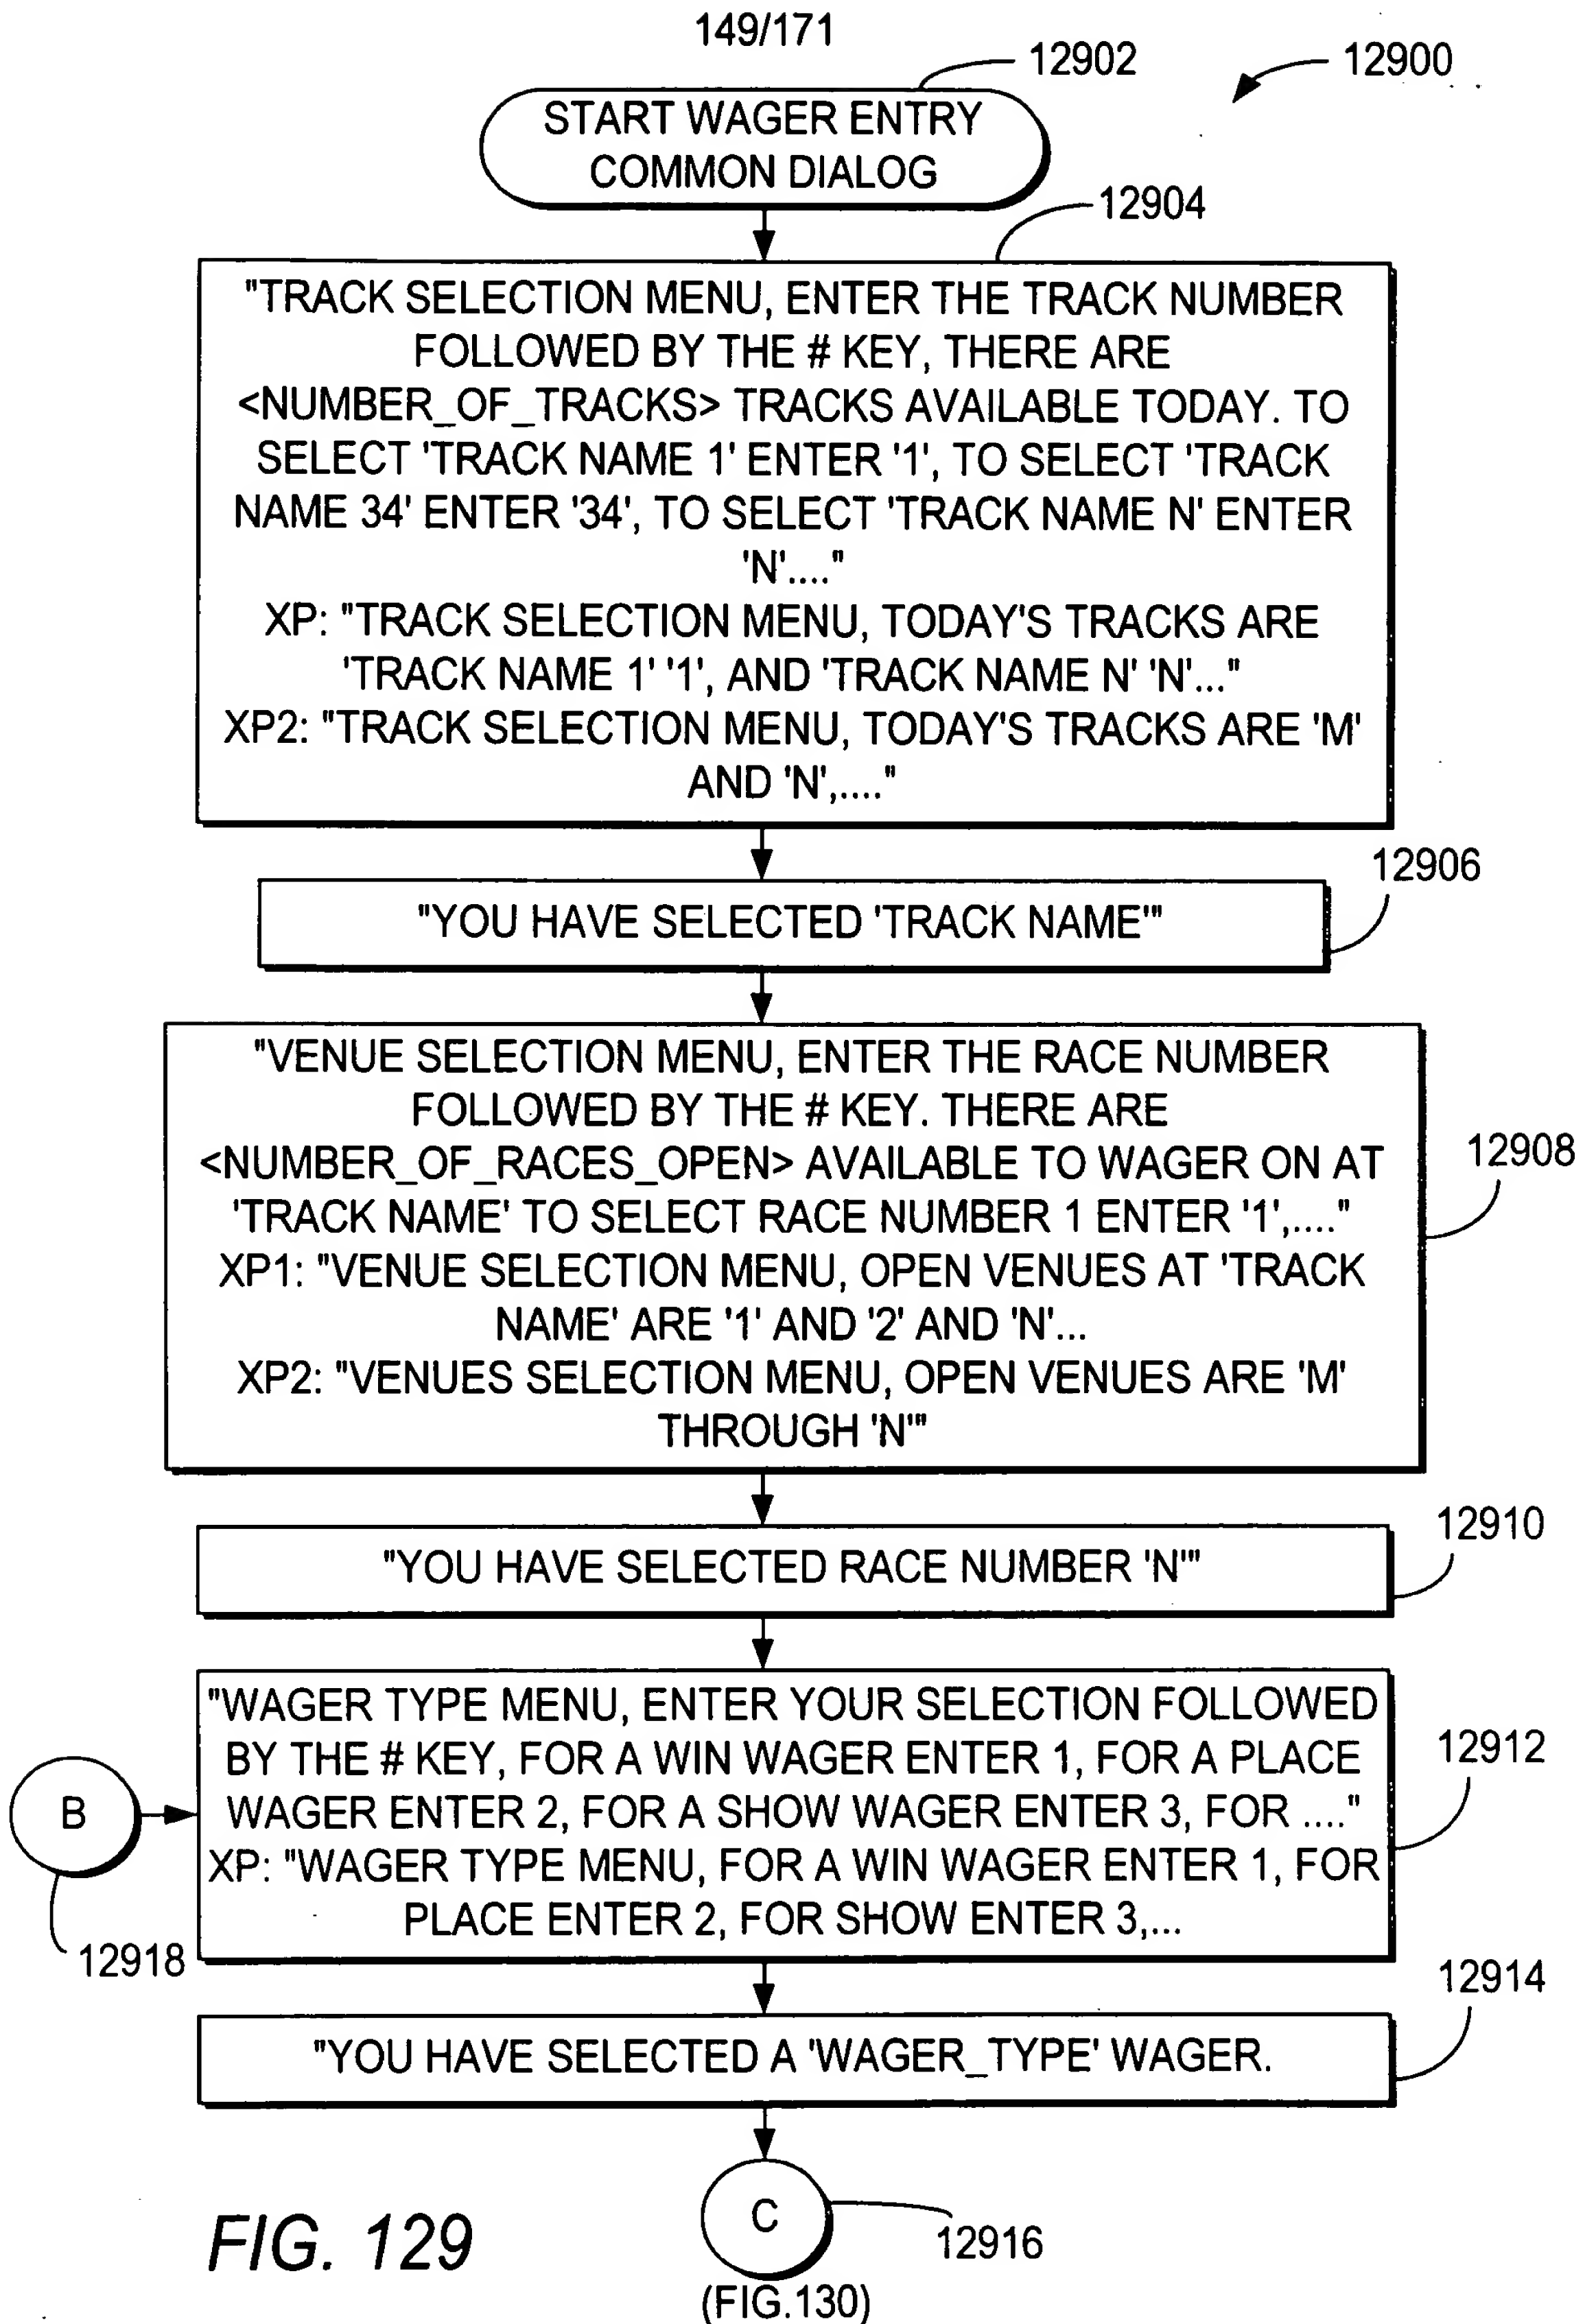 149/171
12902
12900
START WAGER ENTRY
COMMON DIALOG
12904
"TRACK SELECTION MENU, ENTER THE TRACK NUMBER
FOLLOWED BY THE # KEY, THERE ARE
<NUMBER_OF_TRACKS> TRACKS AVAILABLE TODAY. TO
SELECT 'TRACK NAME 1' ENTER '1', TO SELECT 'TRACK
NAME 34' ENTER '34', TO SELECT 'TRACK NAME N' ENTER
'N'...."
XP: "TRACK SELECTION MENU, TODAY'S TRACKS ARE
'TRACK NAME 1' '1', AND 'TRACK NAME N' 'N'..."
XP2: "TRACK SELECTION MENU, TODAY'S TRACKS ARE 'M'
AND 'N',...."
12906
"YOU HAVE SELECTED 'TRACK NAME'"
"VENUE SELECTION MENU, ENTER THE RACE NUMBER
FOLLOWED BY THE # KEY. THERE ARE
<NUMBER_OF_RACES_OPEN> AVAILABLE TO WAGER ON AT
'TRACK NAME' TO SELECT RACE NUMBER 1 ENTER '1',...."
XP1: "VENUE SELECTION MENU, OPEN VENUES AT 'TRACK
NAME' ARE '1' AND '2' AND 'N'...
XP2: "VENUES SELECTION MENU, OPEN VENUES ARE 'M'
THROUGH 'N'"
12908
12910
"YOU HAVE SELECTED RACE NUMBER 'N'"
"WAGER TYPE MENU, ENTER YOUR SELECTION FOLLOWED
BY THE # KEY, FOR A WIN WAGER ENTER 1, FOR A PLACE
WAGER ENTER 2, FOR A SHOW WAGER ENTER 3, FOR ...."
XP: "WAGER TYPE MENU, FOR A WIN WAGER ENTER 1, FOR
PLACE ENTER 2, FOR SHOW ENTER 3,...
12912
B
12918
12914
"YOU HAVE SELECTED A 'WAGER_TYPE' WAGER.
C
12916
(FIG.130)
FIG. 129